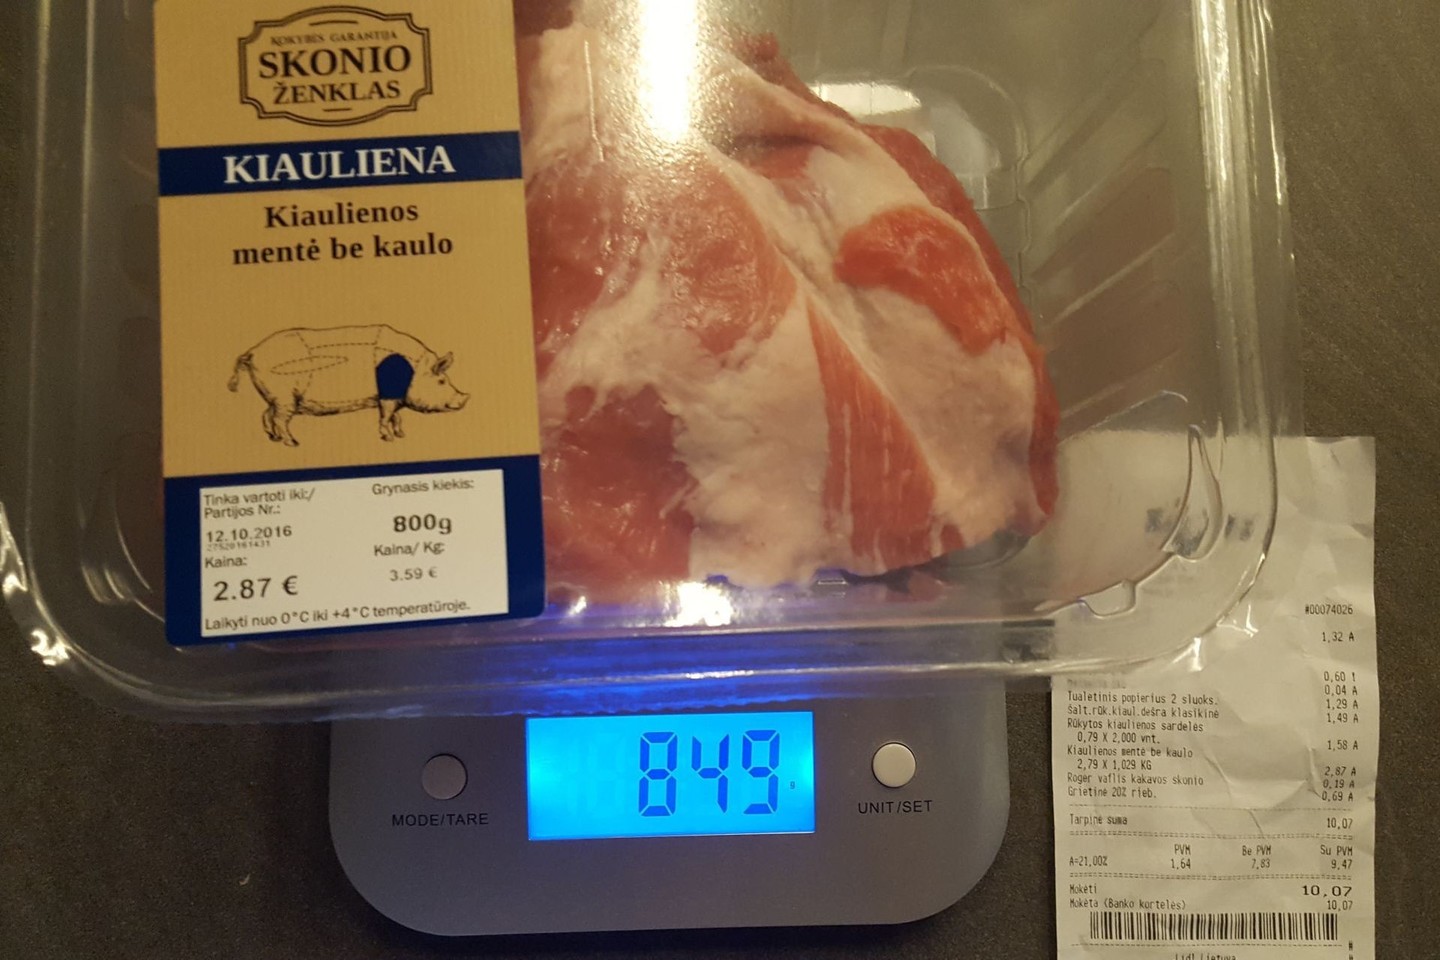 KOKYBĖS GARANTIJA
SKONIO
ŽENKLAS
KIAULIENA
Kiaulienos
mentė be kaulo
Tinka vartoti iki:/
Partijos Nr.:
12.10.2016
27520161431
Kaina:
2.87 €
Grynasis kiekis:
800g
Kaina/ Kg:
3.59 €
Laikyti nuo 0°C iki +4°C temperatūroje.
849 g
MODE/TARE
UNIT/SET
#00074026
1,32 A
0,60 t
0,04 A
Tualetinis popierius 2 sluoks. 1,29 A
Šalt.rūk.kiaul.dešra klasikinė 1,49 A
Rūkytos kiaulienos sardelės
0,79 X 2,000 vnt. 1,58 A
Kiaulienos mentė be kaulo
2,79 X 1,029 KG 2,87 A
Roger vaflis kakavos skonio 0,19 A
Grietinė 20% rieb. 0,69 A
Tarpinė suma 10,07
PVM Be PVM Su PVM
A=21,00% 1,64 7,83 9,47
Mokėti 10,07
Mokėta (Banko kortelės) 10,07
Lidl Lietuva